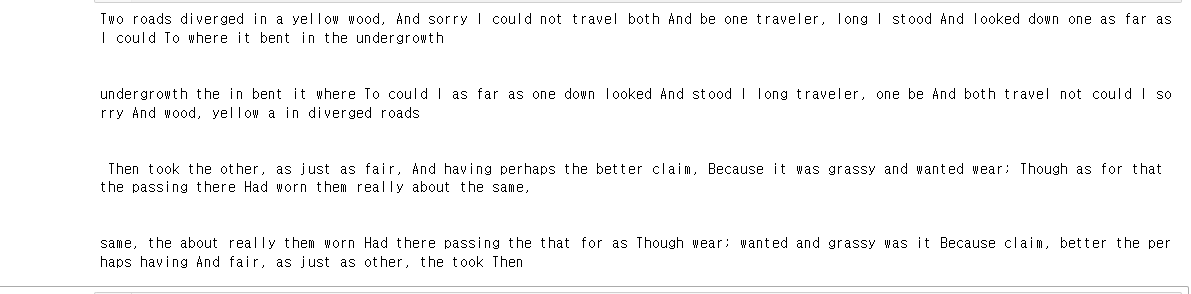 Two roads diverged in a yellow wood, And sorry I could not travel both And be one traveler, long I stood And looked down one as far as
I could To where it bent in the undergrowth
undergrowth the in bent it where To could I as far as one down looked And stood I long traveler, one be And both travel not could I so
rry And wood, yellow a in diverged roads
Then took the other, as just as fair, And having perhaps the better claim, Because it was grassy and wanted wear; Though as for that
the passing there Had worn them really about the same,
same, the about really them worn Had there passing the that for as Though wear; wanted and grassy was it Because claim, better the per
haps having And fair, as just as other, the took Then